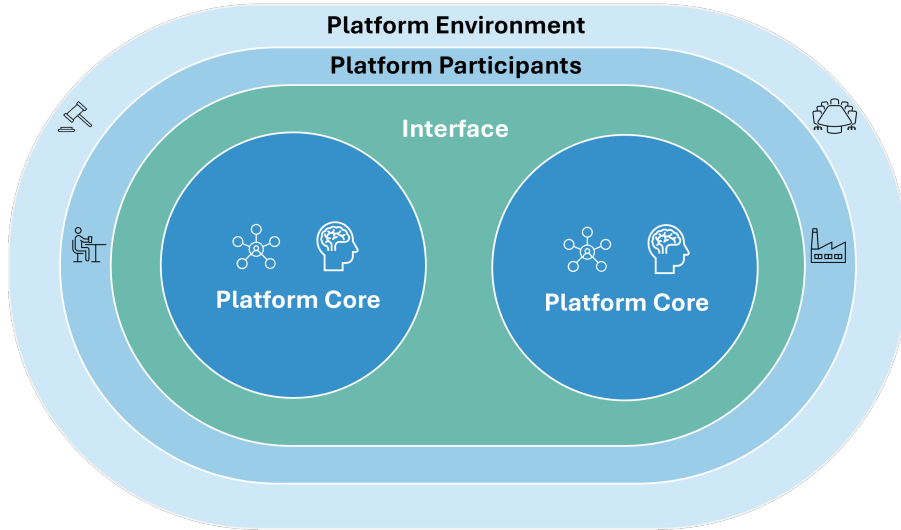 Platform Environment
Platform Participants
Interface
Platform Core
Platform Core